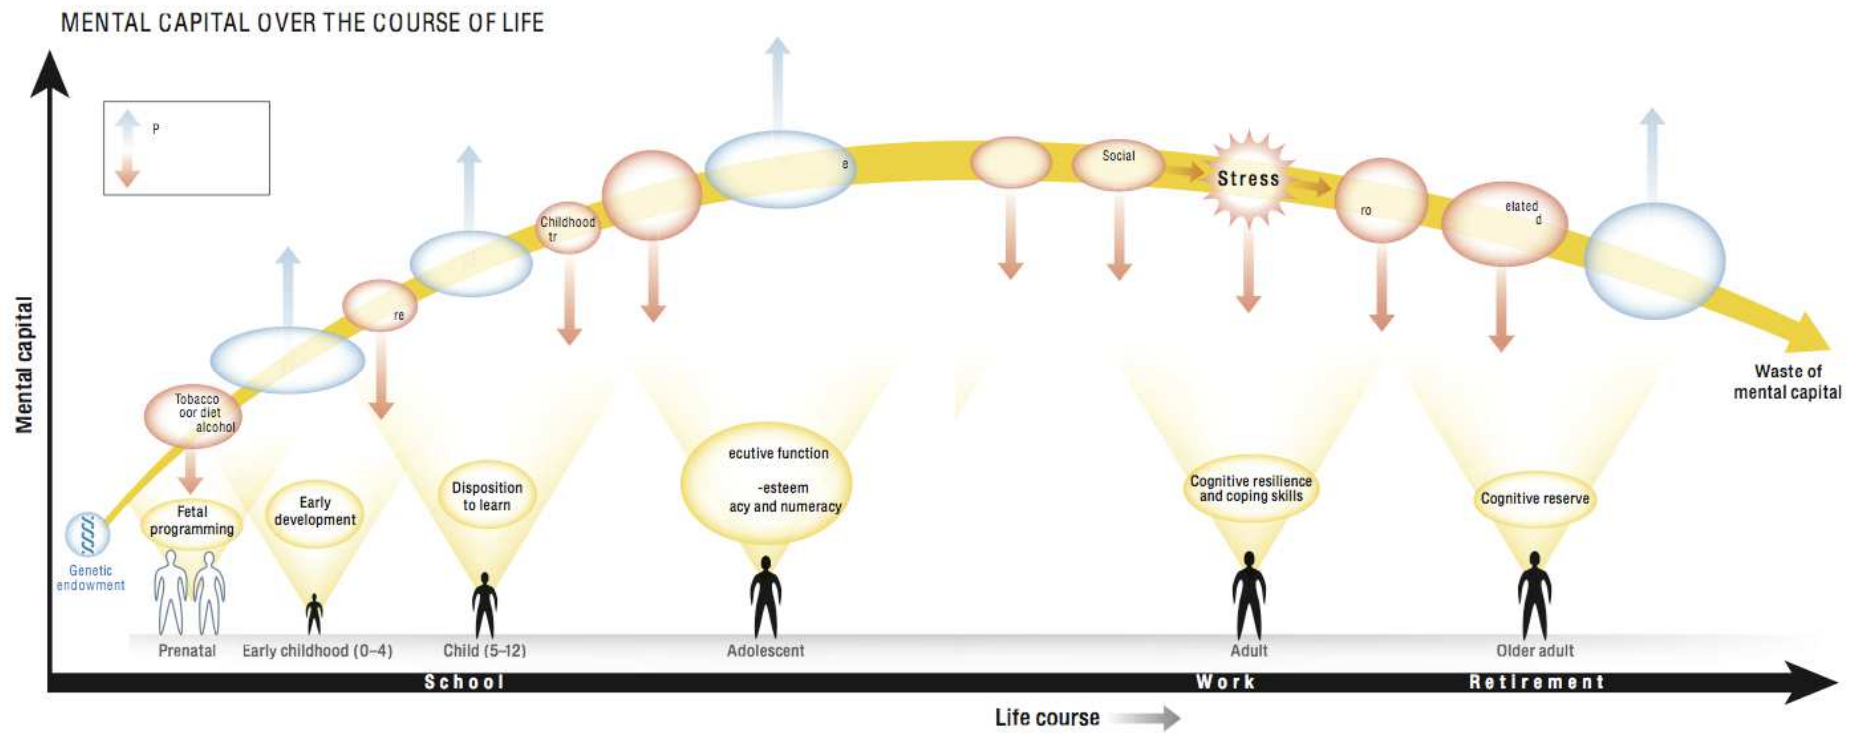 MENTAL CAPITAL OVER THE COURSE OF LIFE
P
e
Social
Stress
Childhood
tr
ro
elated
d
re
Waste of
mental capital
Mental capital
Tobacco
oor diet
alcohol
ecutive function
-esteem
acy and numeracy
Cognitive resilience
and coping skills
Cognitive reserve
Disposition
to learn
Early
development
Fetal
programming
Genetic
endowment
Prenatal
Early childhood (0–4)
Child (5–12)
Adolescent
Adult
Older adult
School
Work
Retirement
Life course